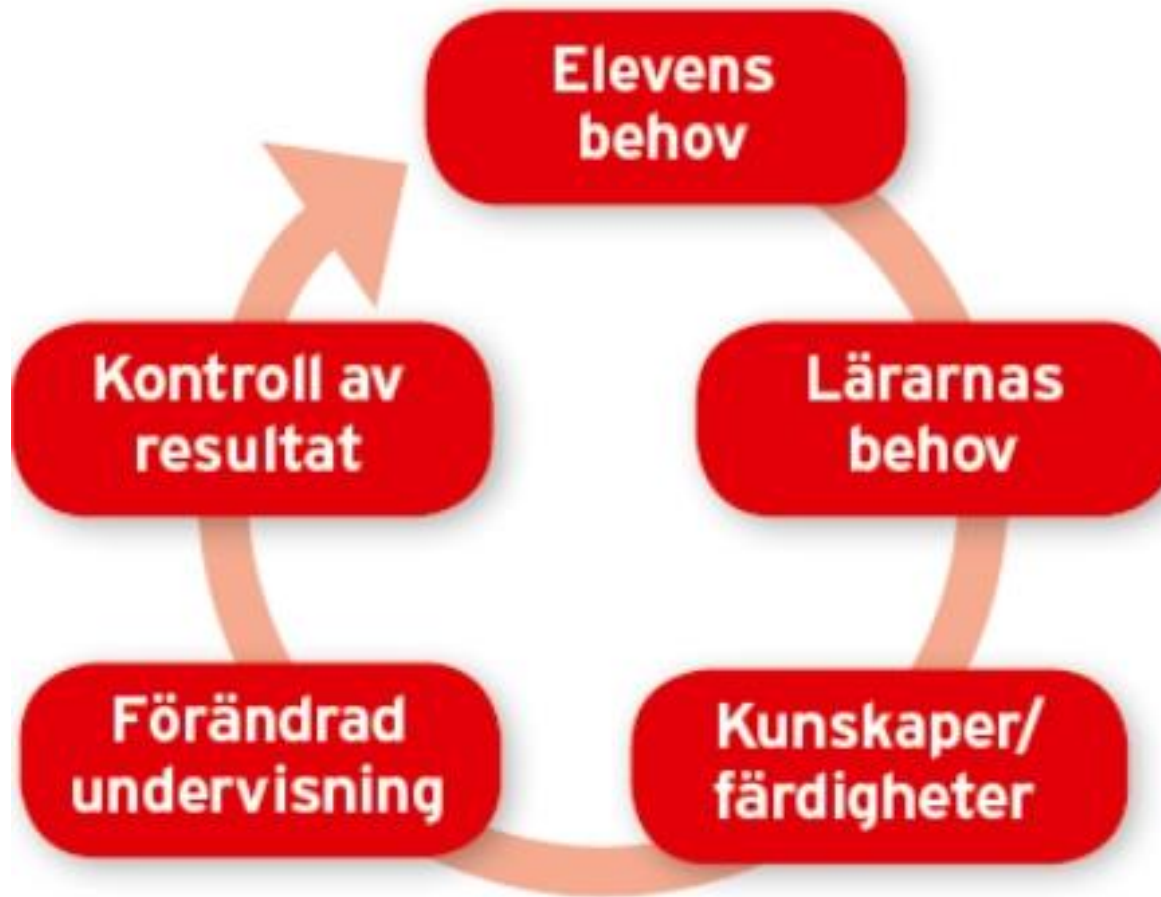 Elevens
behov
Lärarnas
behov
Kunskaper/
färdigheter
Förändrad
undervisning
Kontroll av
resultat